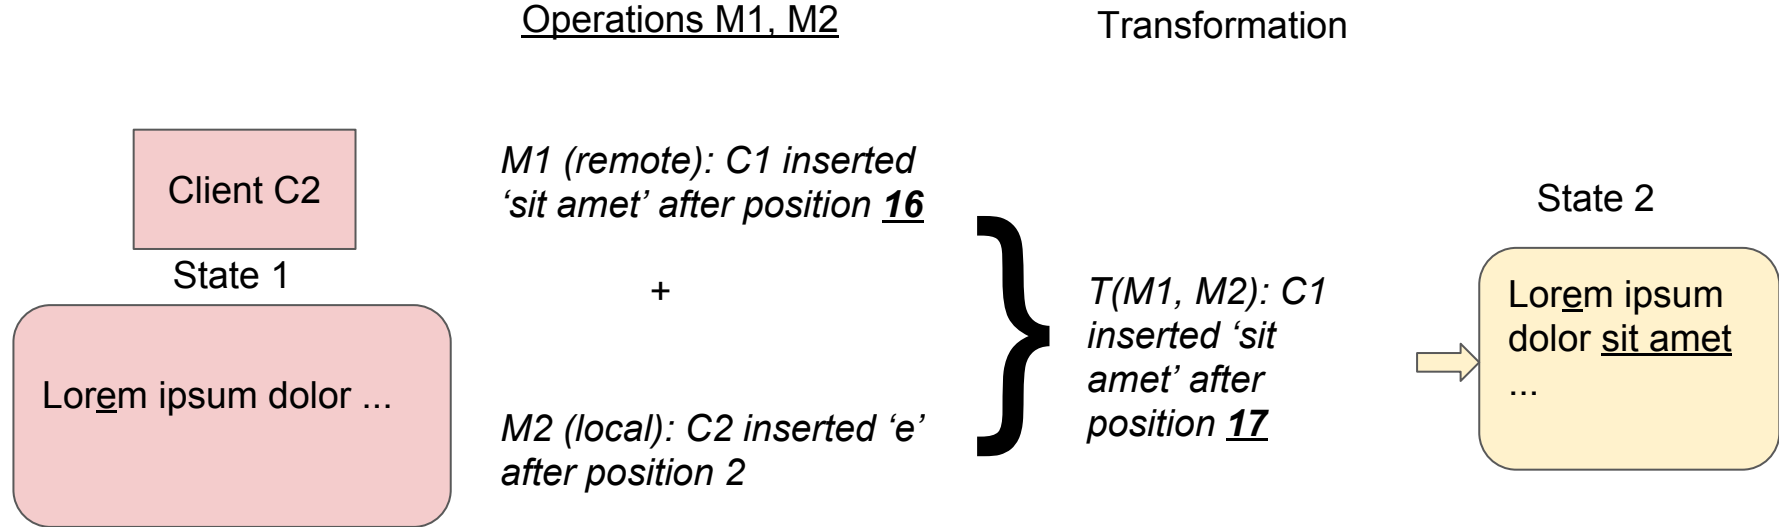 Operations M1, M2
Transformation
Client C2
State 1
Lorem ipsum dolor ...
M1 (remote): C1 inserted
‘sit amet’ after position 16
+
M2 (local): C2 inserted ‘e’
after position 2
}
T(M1, M2): C1
inserted ‘sit
amet’ after
position 17
State 2
Lorem ipsum
dolor sit amet
...